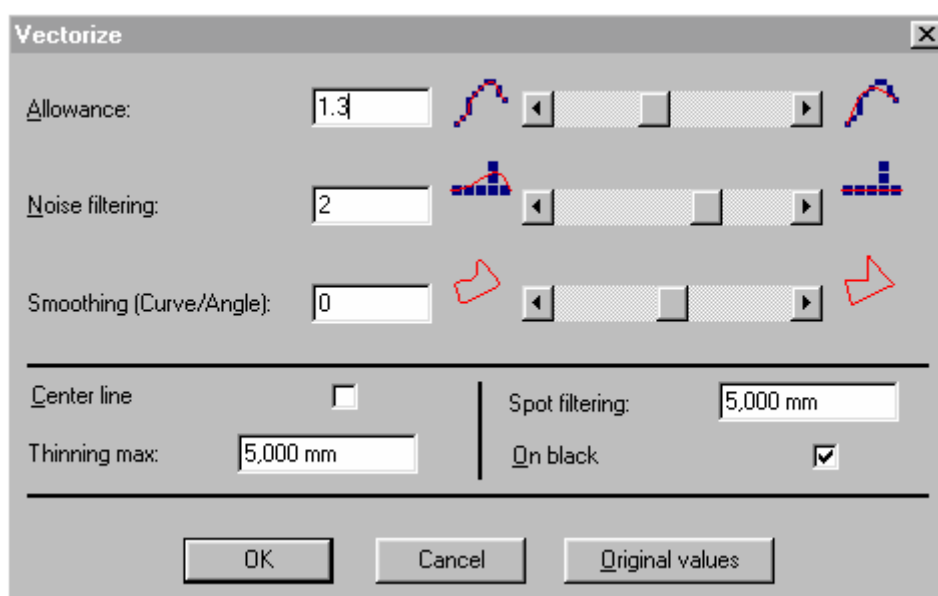 Vectorize
Allowance: 1.3
Noise filtering: 2
Smoothing (Curve/Angle): 0
Center line
Spot filtering: 5,000 mm
Thinning max: 5,000 mm
On black
OK Cancel Original values